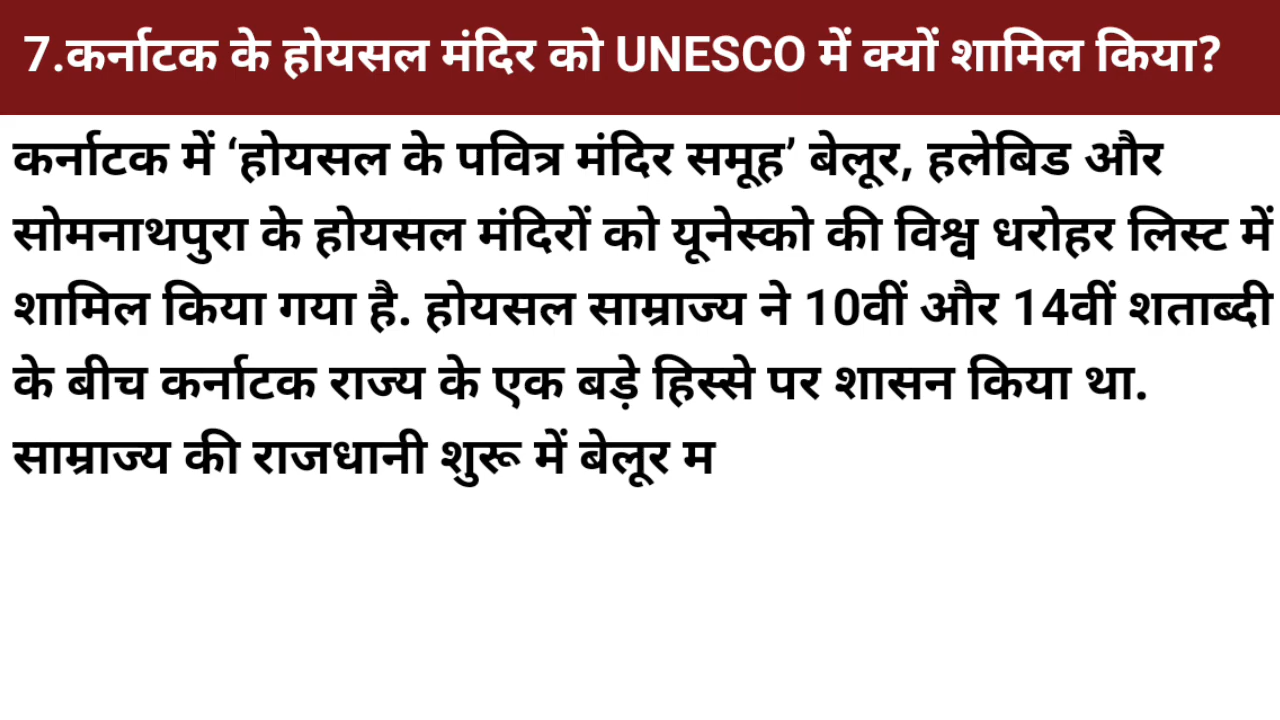 7.कर्नाटक के होयसल मंदिर को UNESCO में क्यों शामिल किया?
कर्नाटक में ‘होयसल के पवित्र मंदिर समूह’ बेलूर, हलेबिड और
सोमनाथपुरा के होयसल मंदिरों को यूनेस्को की विश्व धरोहर लिस्ट में
शामिल किया गया है. होयसल साम्राज्य ने 10वीं और 14वीं शताब्दी
के बीच कर्नाटक राज्य के एक बड़े हिस्से पर शासन किया था.
साम्राज्य की राजधानी शुरू में बेलूर म